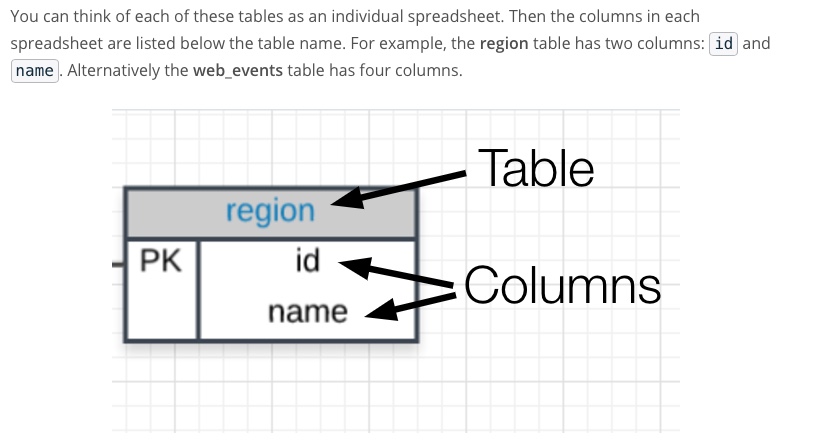 You can think of each of these tables as an individual spreadsheet. Then the columns in each
spreadsheet are listed below the table name. For example, the region table has two columns: id and
name. Alternatively the web_events table has four columns.
Table
region
PK id
Columns
name